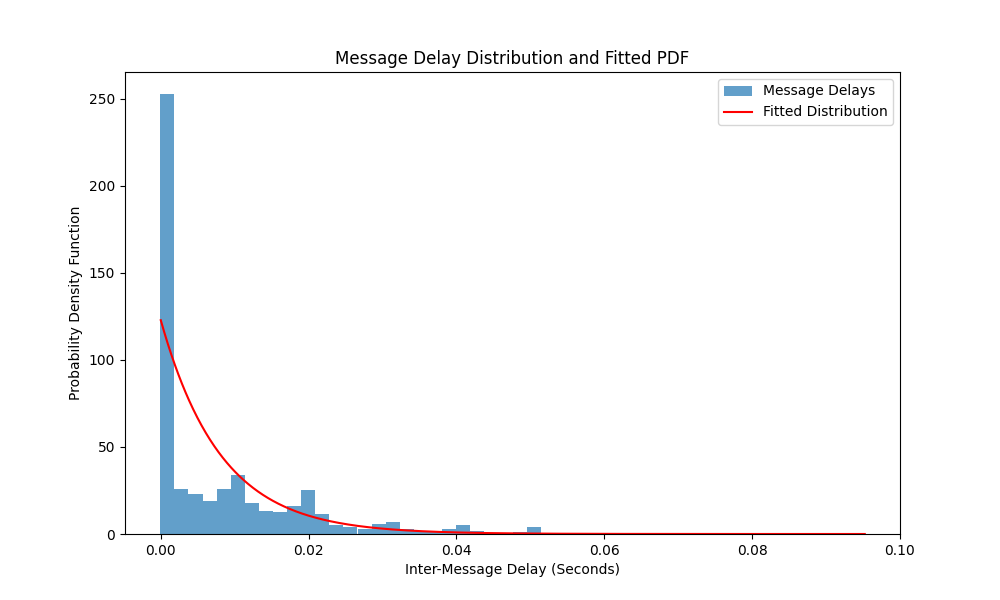 Message Delay Distribution and Fitted PDF
Message Delays
Fitted Distribution
Probability Density Function
250
200
150
100
50
0
0.00 0.02 0.04 0.06 0.08 0.10
Inter-Message Delay (Seconds)